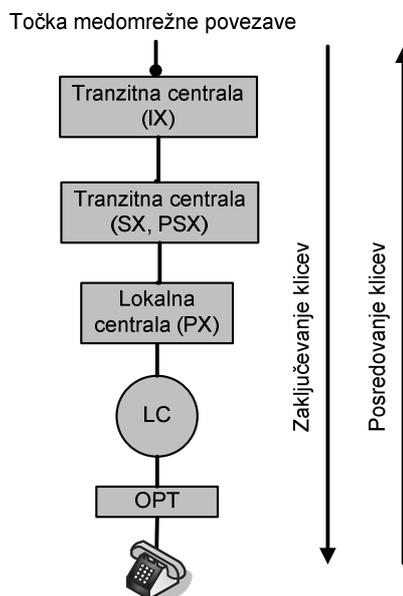 Točka medomrežne povezave
Tranzitna centrala
(IX)
Tranzitna centrala
(SX, PSX)
Lokalna
centrala (PX)
LC
OPT
Zaključevanje klicev
Posredovanje klicev